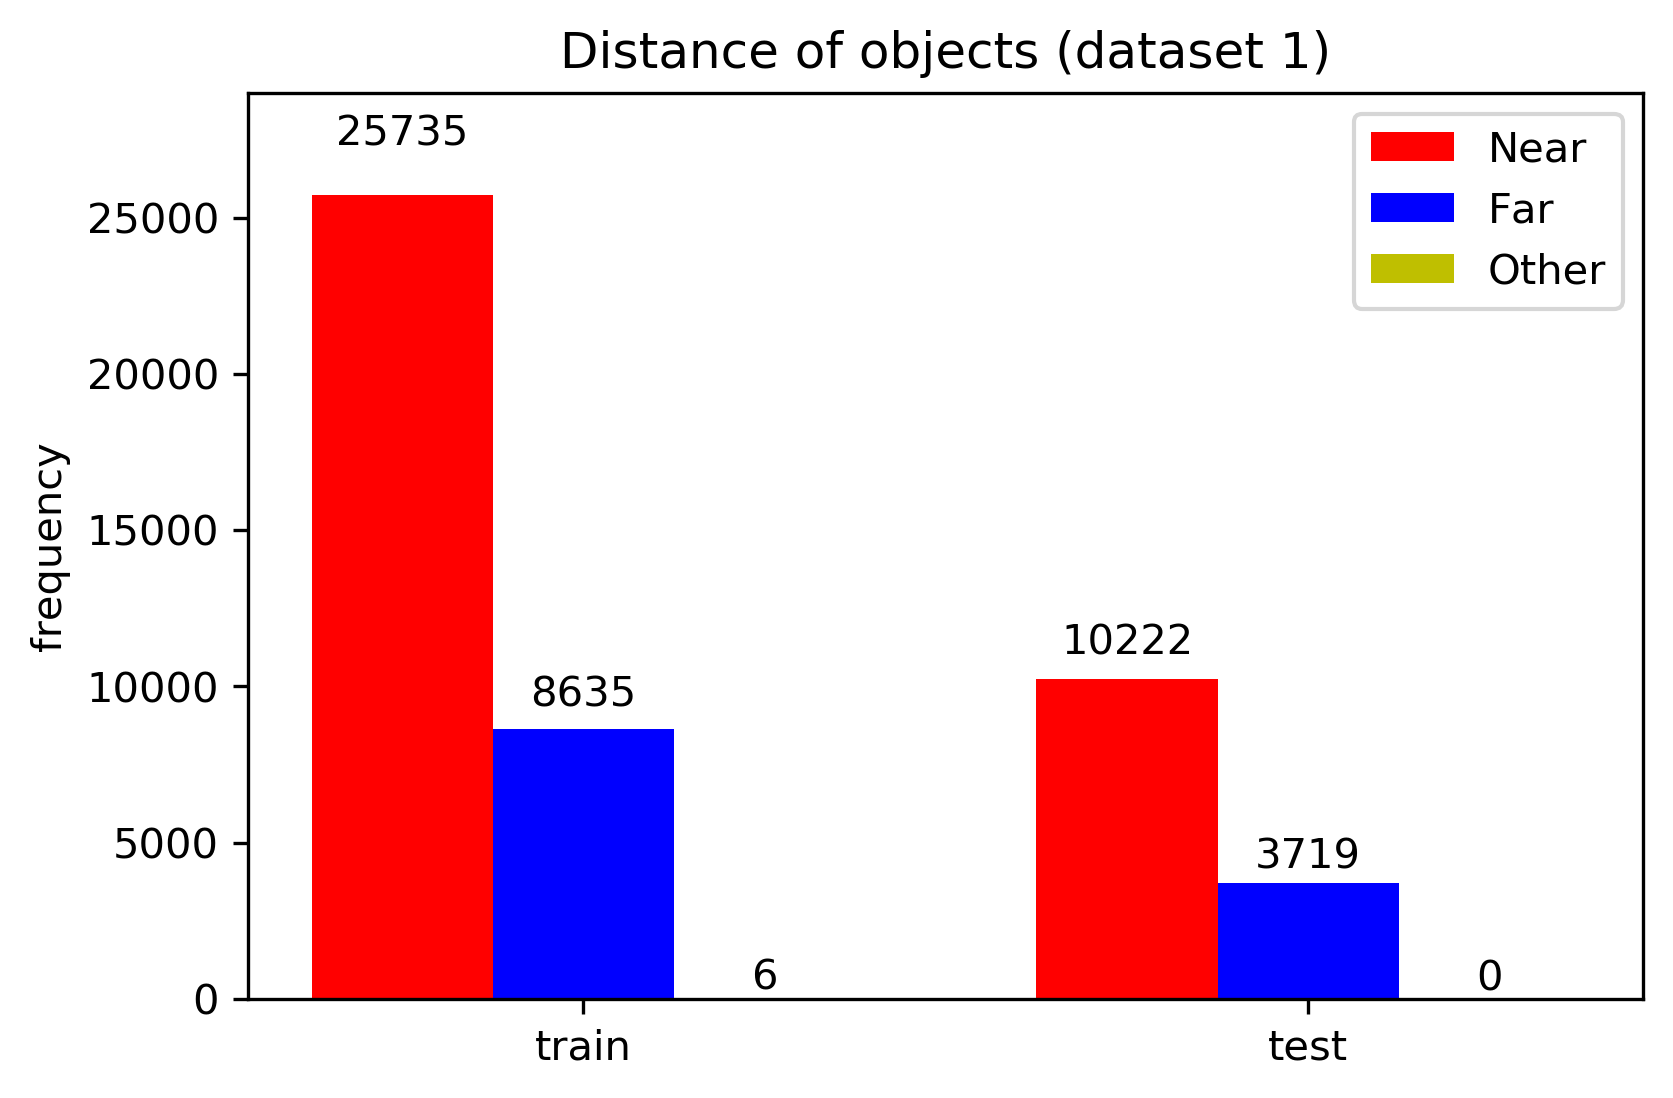 Distance of objects (dataset 1)
25735
8635
6
10222
3719
0
Near
Far
Other
frequency
25000
20000
15000
10000
5000
0
train
test